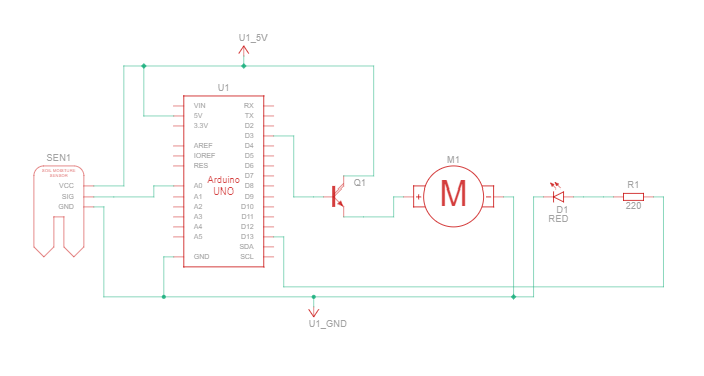 U1_5V
U1
VIN
5V
3.3V
AREF
IOREF
RES
A0
A1
A2
A3
A4
A5
GND
Arduino
UNO
RX
TX
D2
D3
D4
D5
D6
D7
D8
D9
D10
D11
D12
D13
SDA
SCL
SEN1
SOIL MOISTURE
SENSOR
VCC
SIG
GND
Q1
M1
+
M
-
D1
RED
R1
220
U1_GND